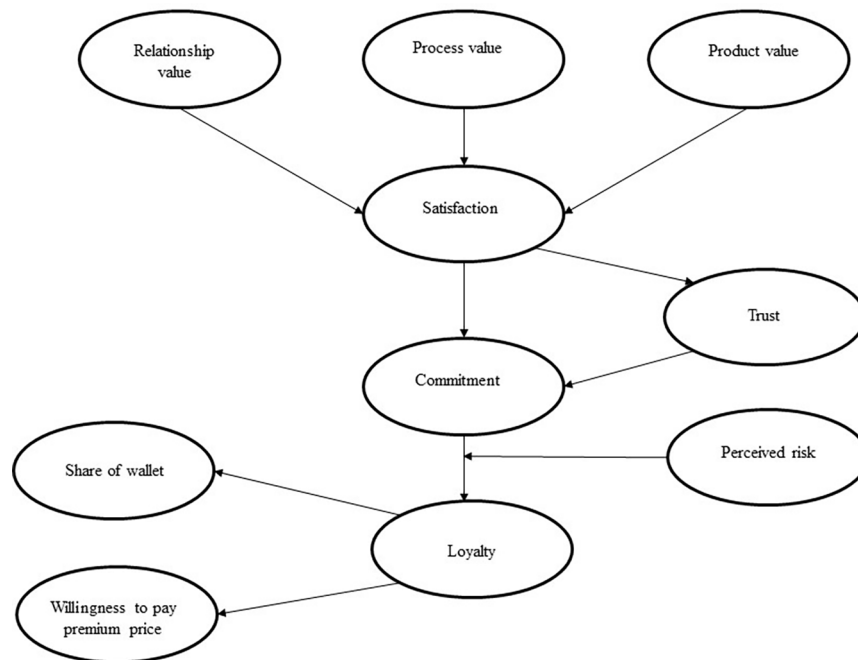 Relationship
value
Process value
Product value
Satisfaction
Trust
Commitment
Perceived risk
Share of wallet
Loyalty
Willingness to pay
premium price